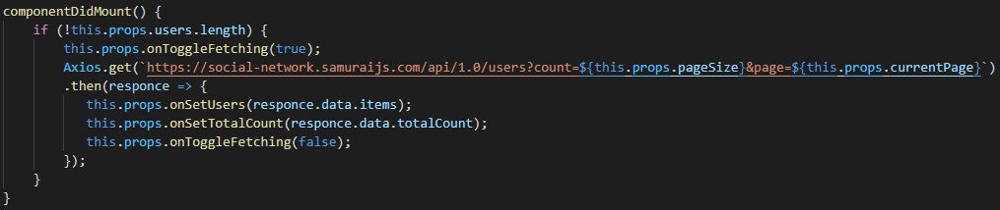 componentDidMount() {
if (!this.props.users.length) {
this.props.onToggleFetching(true);
Axios.get(`https://social-network.samuraijs.com/api/1.0/users?count=${this.props.pageSize}&page=${this.props.currentPage}`)
.then(responce => {
this.props.onSetUsers(responce.data.items);
this.props.onSetTotalCount(responce.data.totalCount);
this.props.onToggleFetching(false);
});
}
}